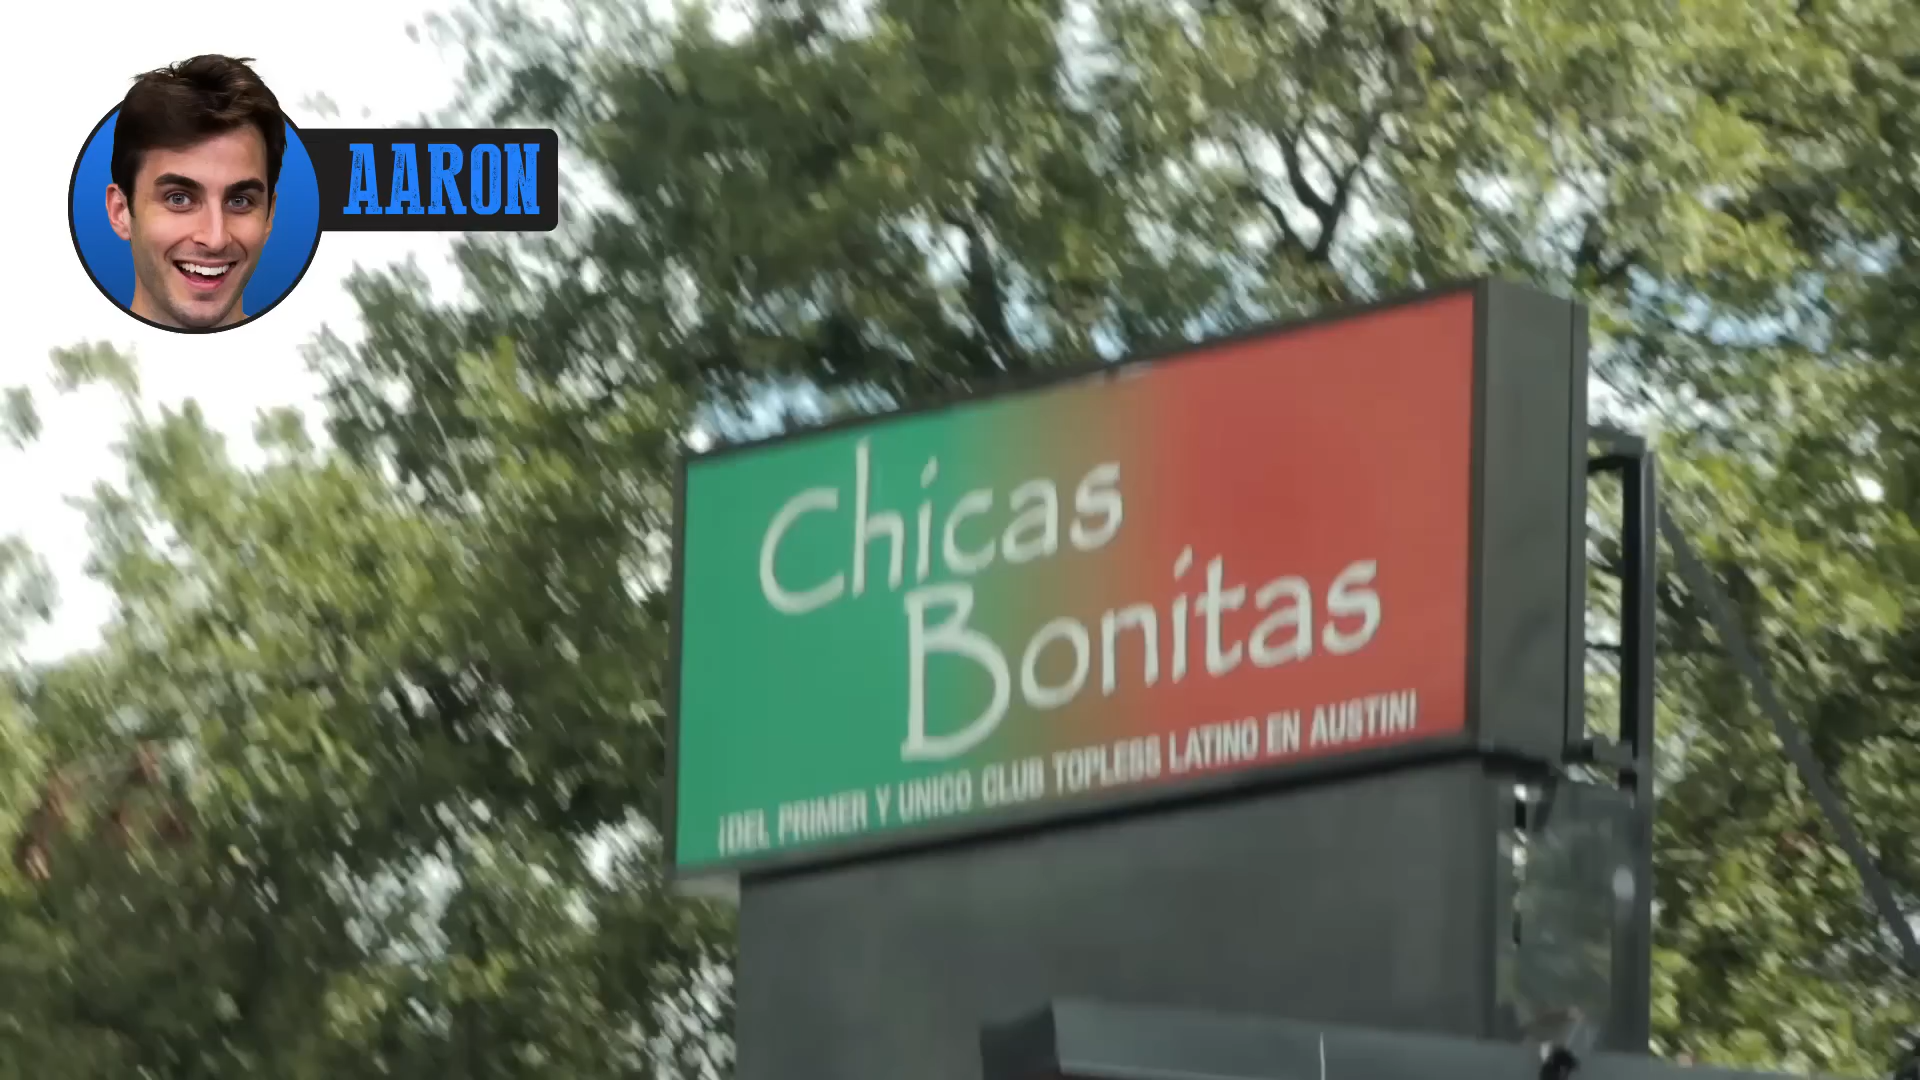 AARON
Chicas
Bonitas
¡DEL PRIMER Y UNICO CLUB TOPLESS LATINO EN AUSTIN!